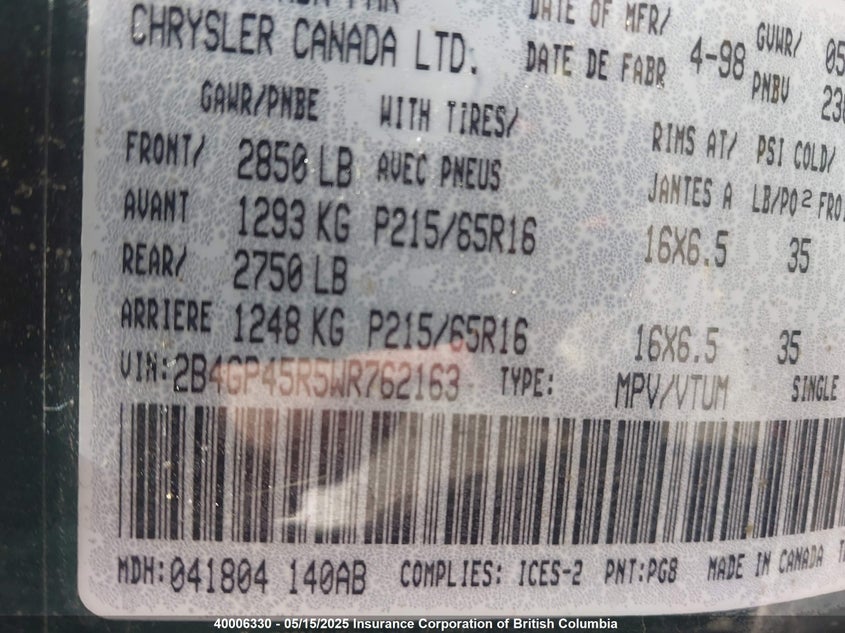 CHRYSLER CANADA LTD.
DATE OF MFR/
DATE DE FABR 4-98
GVWR/
PNBV
GAWR/PNBE WITH TIRES/ RIMS AT/ PSI COLD/
AVEC PNEUS JANTES A LB/PO²
FRONT/ 2850 LB
AVANT 1293 KG P215/65R16 16X6.5 35
REAR/ 2750 LB
ARRIERE 1248 KG P215/65R16 16X6.5 35
VIN:2B4GP45R5WR762163 TYPE: MPV/VTUM SINGLE
MDH:041804 140AB COMPLIES: ICES-2 PNT:PG8 MADE IN CANADA
40006330 - 05/15/2025 Insurance Corporation of British Columbia